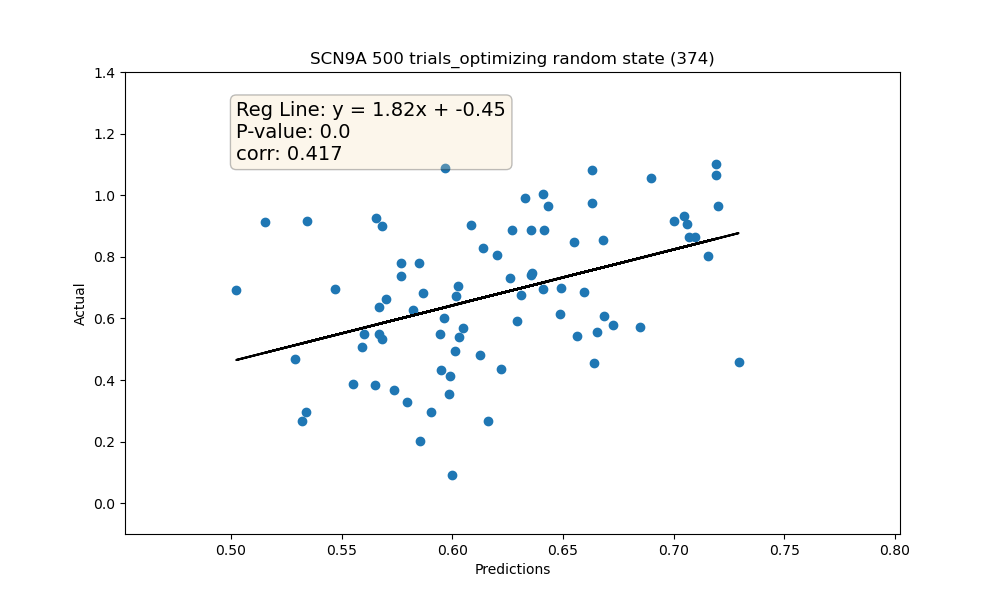 SCN9A 500 trials_optimizing random state (374)
Reg Line: y = 1.82x + -0.45
P-value: 0.0
corr: 0.417
1.4
1.2
1.0
0.8
0.6
0.4
0.2
0.0
Actual
0.50 0.55 0.60 0.65 0.70 0.75 0.80
Predictions